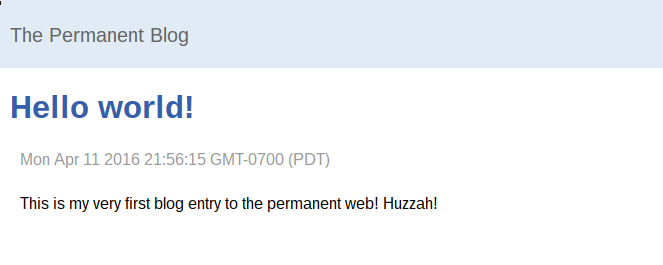 The Permanent Blog
Hello world!
Mon Apr 11 2016 21:56:15 GMT-0700 (PDT)
This is my very first blog entry to the permanent web! Huzzah!